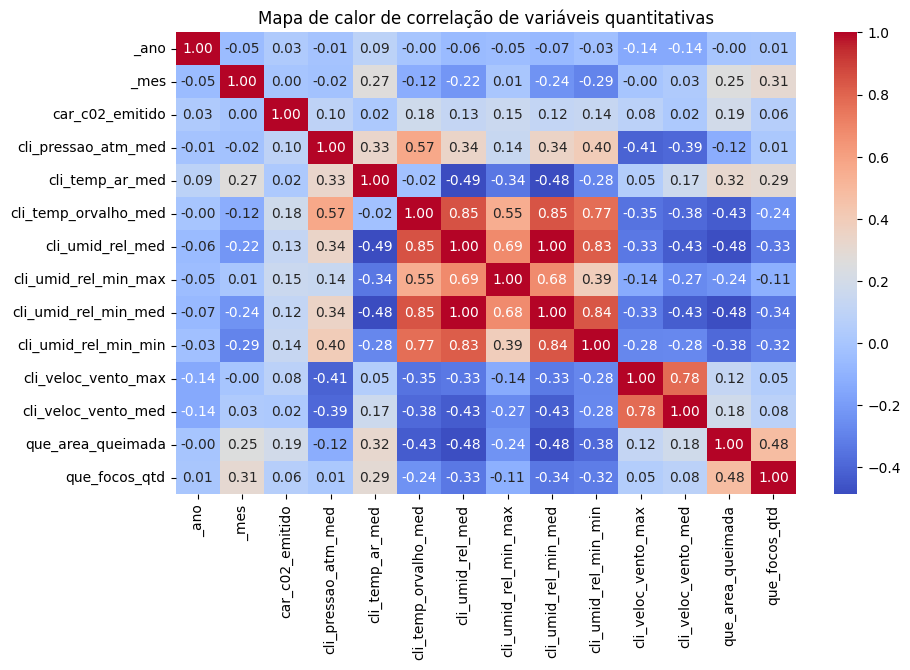 Mapa de calor de correlação de variáveis quantitativas
_ano 1.00 -0.05 0.03 -0.01 0.09 -0.00 -0.06 -0.05 -0.07 -0.03 -0.14 -0.14 -0.00 0.01
_mes -0.05 1.00 0.00 -0.02 0.27 -0.12 -0.22 0.01 -0.24 -0.29 -0.00 0.03 0.25 0.31
car_c02_emitido 0.03 0.00 1.00 0.10 0.02 0.18 0.13 0.15 0.12 0.14 0.08 0.02 0.19 0.06
cli_pressao_atm_med -0.01 -0.02 0.10 1.00 0.33 0.57 0.34 0.14 0.34 0.40 -0.41 -0.39 -0.12 0.01
cli_temp_ar_med 0.09 0.27 0.02 0.33 1.00 -0.02 -0.49 -0.34 -0.48 -0.28 0.05 0.17 0.32 0.29
cli_temp_orvalho_med -0.00 -0.12 0.18 0.57 -0.02 1.00 0.85 0.55 0.85 0.77 -0.35 -0.38 -0.43 -0.24
cli_umid_rel_med -0.06 -0.22 0.13 0.34 -0.49 0.85 1.00 0.69 1.00 0.83 -0.33 -0.43 -0.48 -0.33
cli_umid_rel_min_max -0.05 0.01 0.15 0.14 -0.34 0.55 0.69 1.00 0.68 0.39 -0.14 -0.27 -0.24 -0.11
cli_umid_rel_min_med -0.07 -0.24 0.12 0.34 -0.48 0.85 1.00 0.68 1.00 0.84 -0.33 -0.43 -0.48 -0.34
cli_umid_rel_min_min -0.03 -0.29 0.14 0.40 -0.28 0.77 0.83 0.39 0.84 1.00 -0.28 -0.28 -0.38 -0.32
cli_veloc_vento_max -0.14 -0.00 0.08 -0.41 0.05 -0.35 -0.33 -0.14 -0.33 -0.28 1.00 0.78 0.12 0.05
cli_veloc_vento_med -0.14 0.03 0.02 -0.39 0.17 -0.38 -0.43 -0.27 -0.43 -0.28 0.78 1.00 0.18 0.08
que_area_queimada -0.00 0.25 0.19 -0.12 0.32 -0.43 -0.48 -0.24 -0.48 -0.38 0.12 0.18 1.00 0.48
que_focos_qtd 0.01 0.31 0.06 0.01 0.29 -0.24 -0.33 -0.11 -0.34 -0.32 0.05 0.08 0.48 1.00
_ano
_mes
car_c02_emitido
cli_pressao_atm_med
cli_temp_ar_med
cli_temp_orvalho_med
cli_umid_rel_med
cli_umid_rel_min_max
cli_umid_rel_min_med
cli_umid_rel_min_min
cli_veloc_vento_max
cli_veloc_vento_med
que_area_queimada
que_focos_qtd
1.0
0.8
0.6
0.4
0.2
0.0
−0.2
−0.4